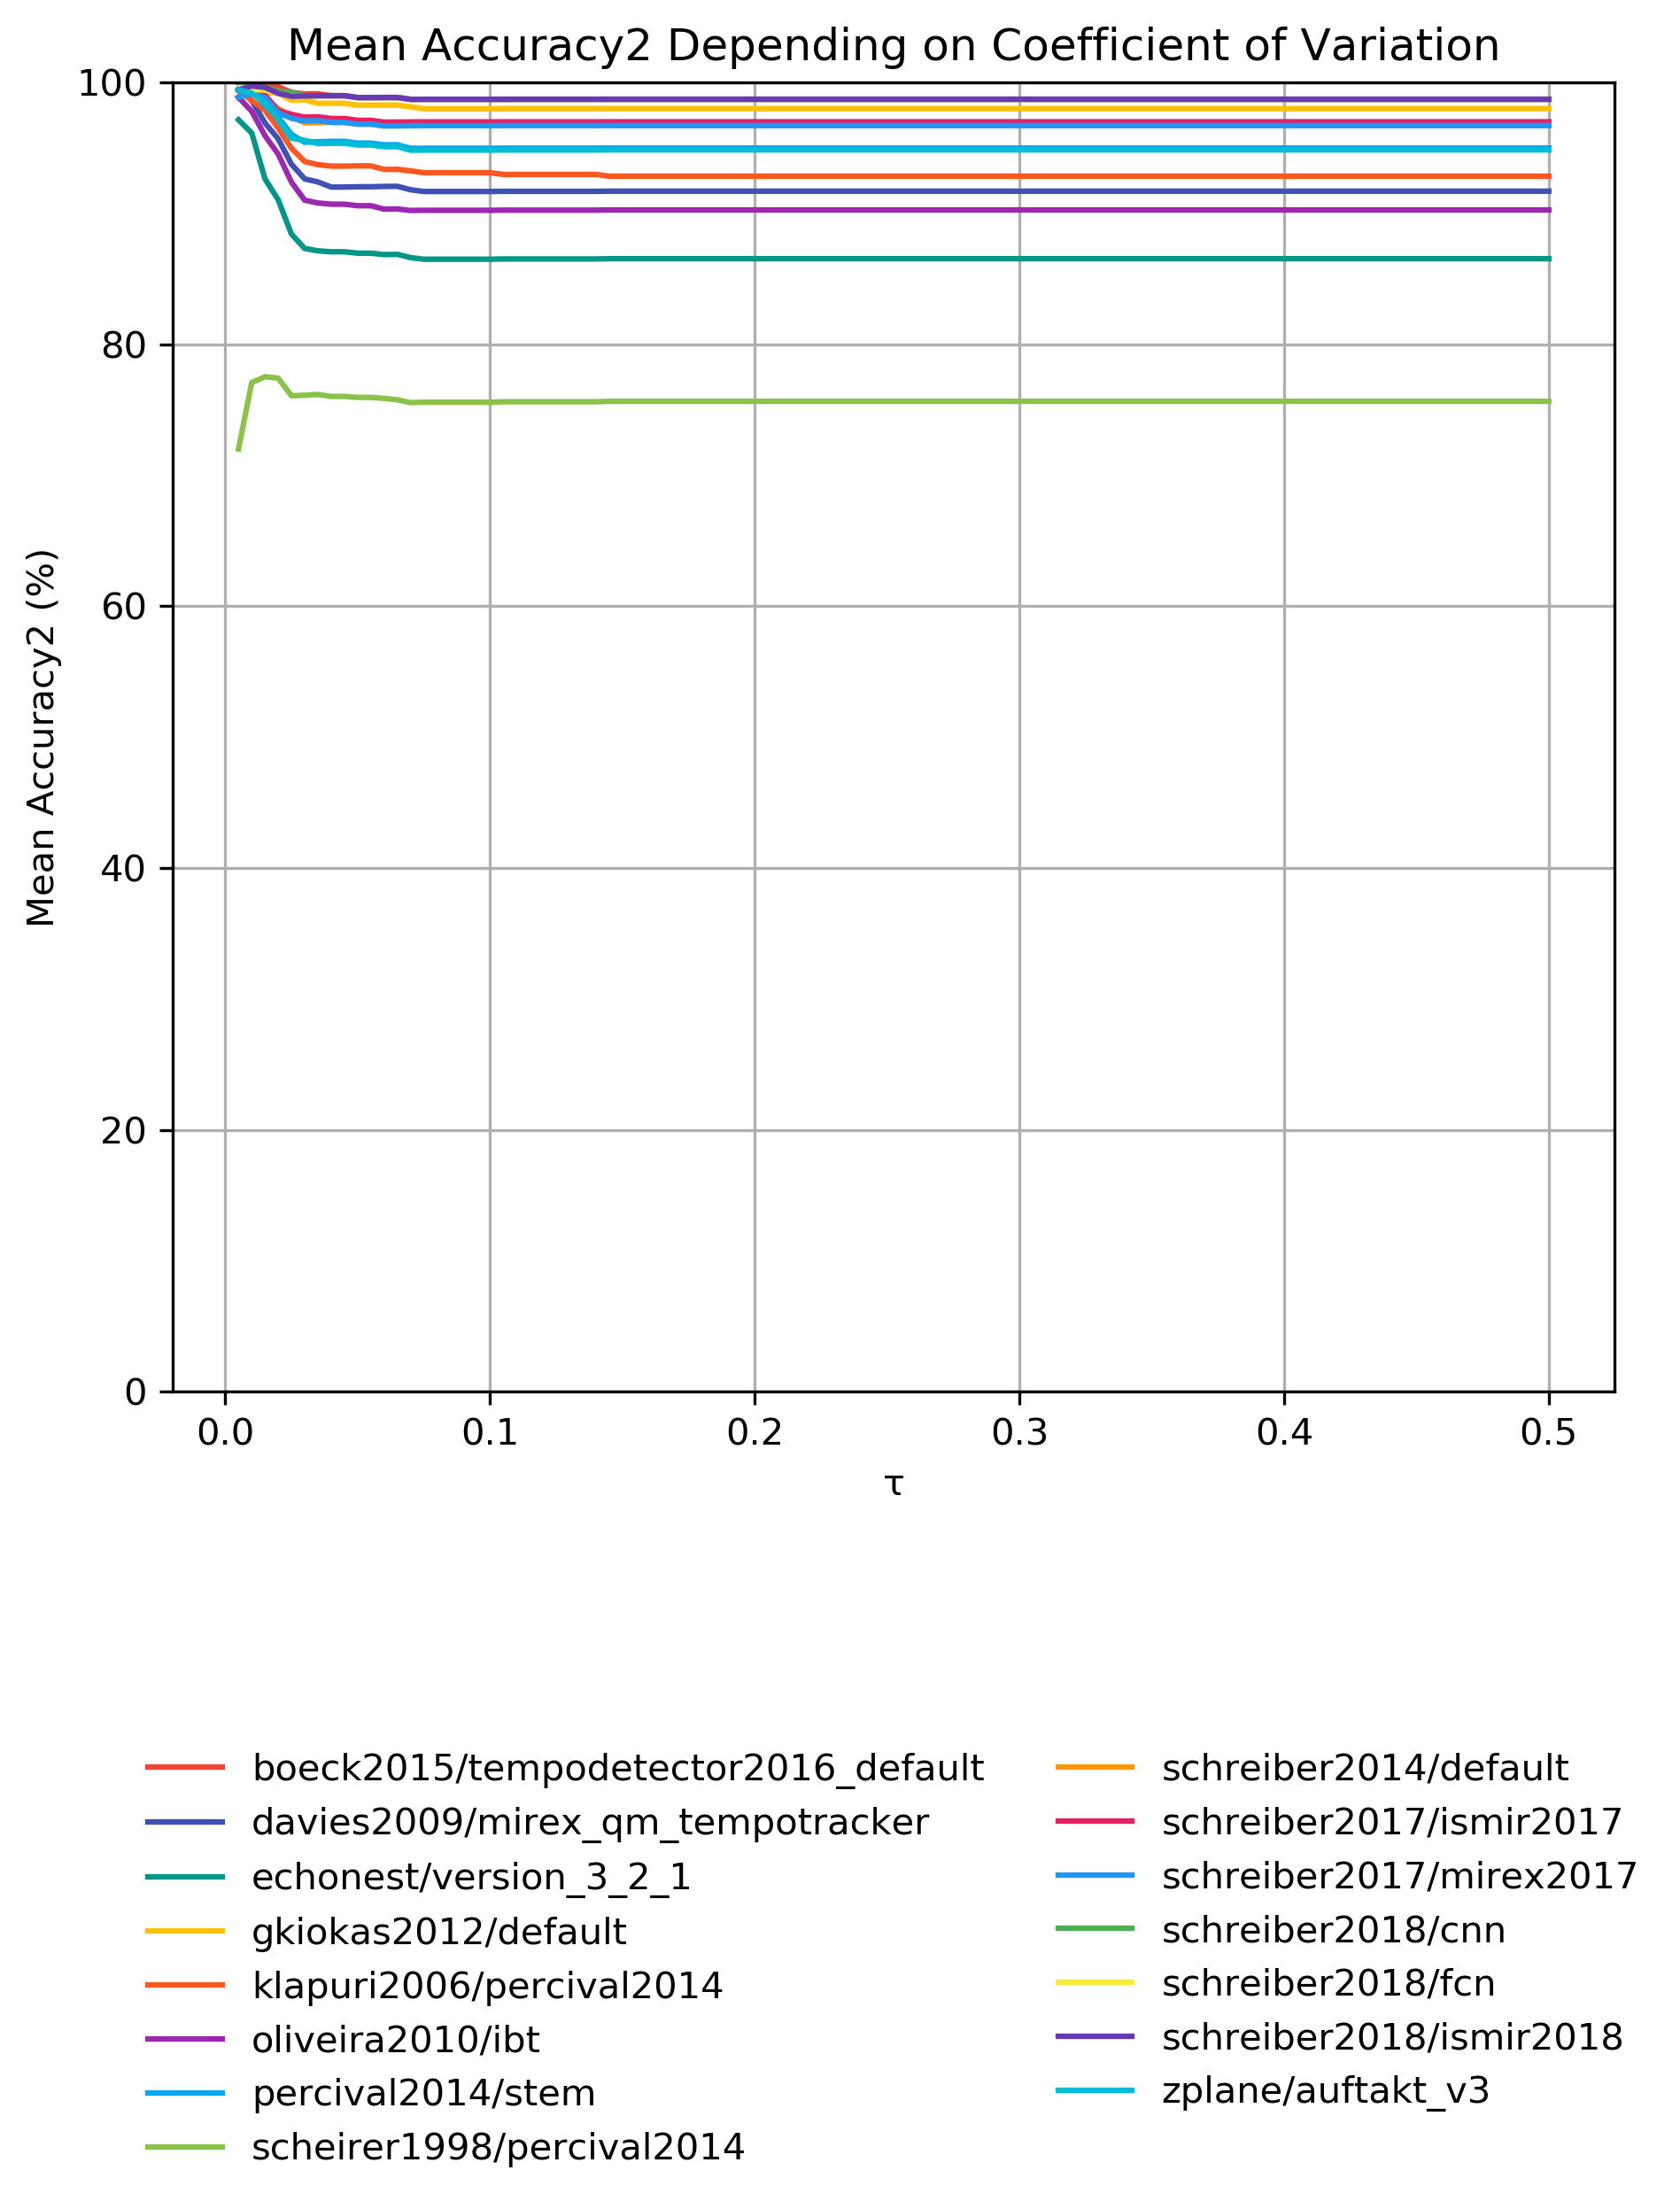 Mean Accuracy2 Depending on Coefficient of Variation
Mean Accuracy2 (%)
100
80
60
40
20
0
0.0 0.1 0.2 0.3 0.4 0.5
τ
boeck2015/tempodetector2016_default
davies2009/mirex_qm_tempotracker
echonest/version_3_2_1
gkiokas2012/default
klapuri2006/percival2014
oliveira2010/ibt
percival2014/stem
scheirer1998/percival2014
schreiber2014/default
schreiber2017/ismir2017
schreiber2017/mirex2017
schreiber2018/cnn
schreiber2018/fcn
schreiber2018/ismir2018
zplane/auftakt_v3